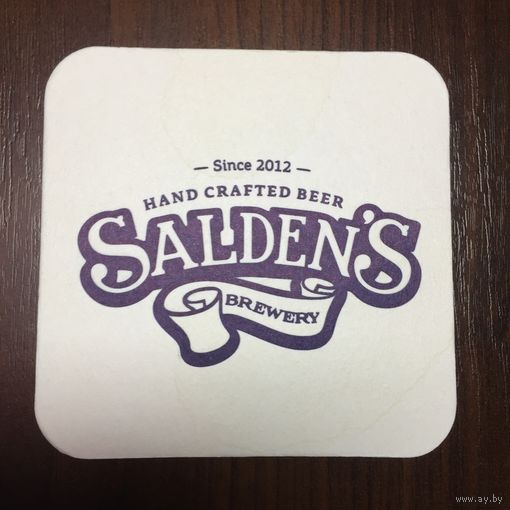 — Since 2012 —
HAND CRAFTED BEER
SALDEN'S
BREWERY
www.ay.by